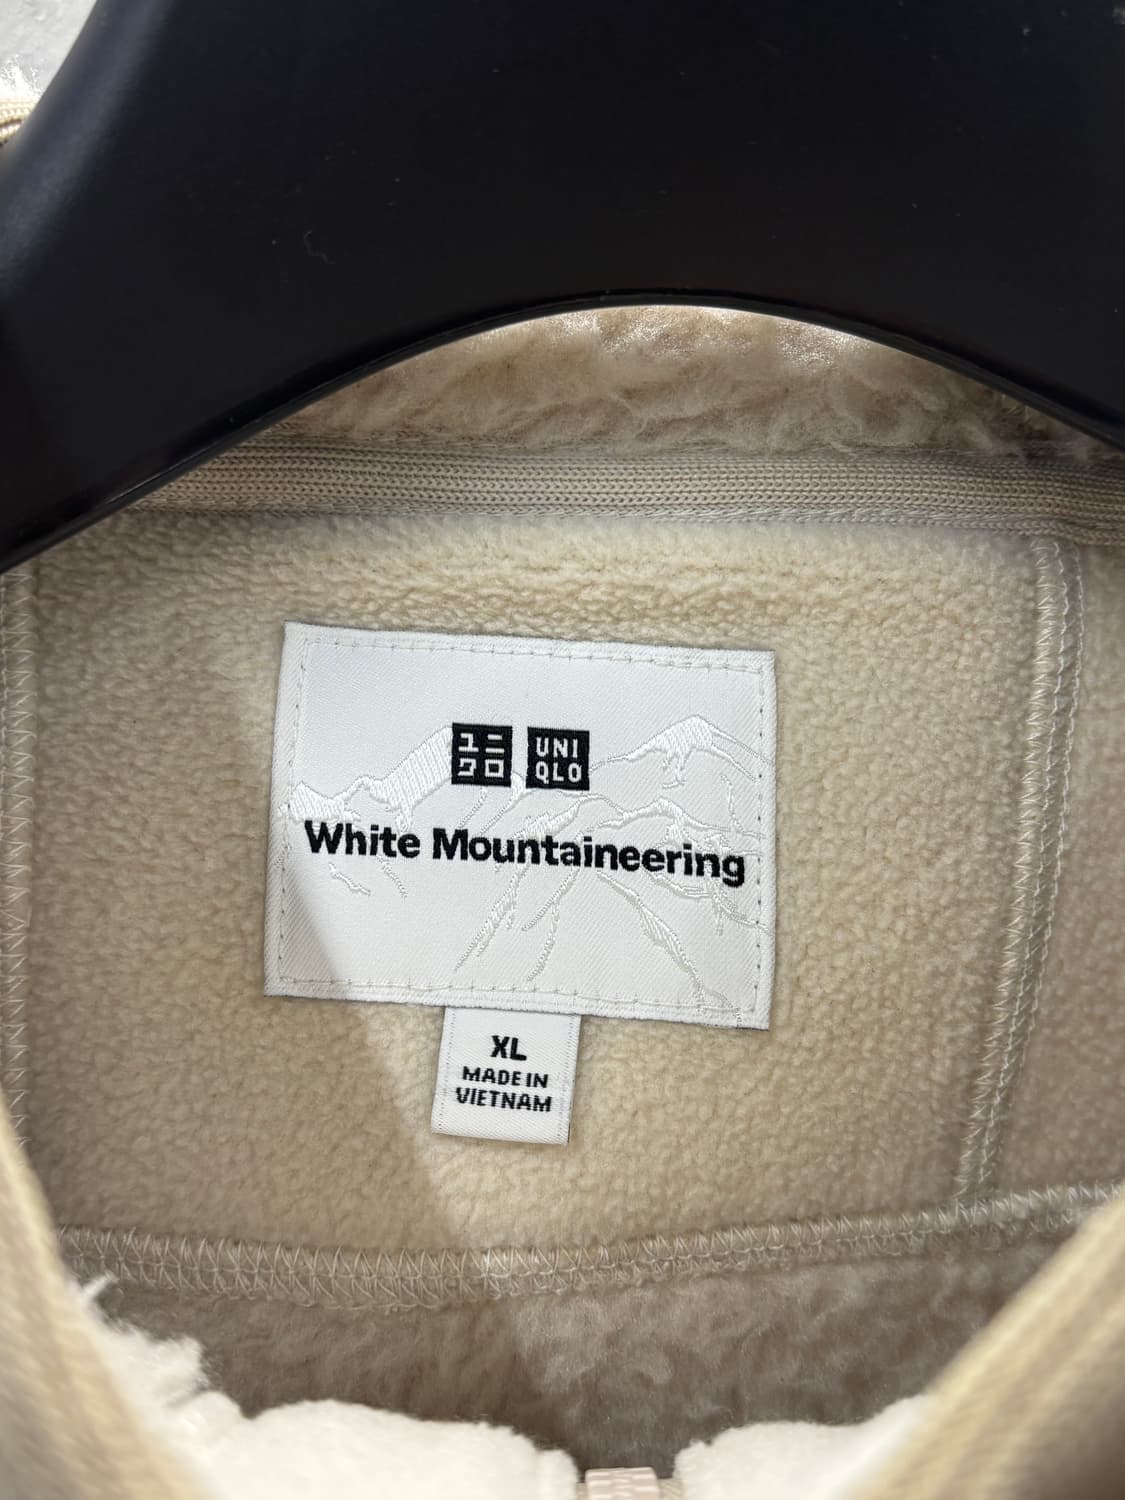 ユニ
クロ
UNI
QLO
White Mountaineering
XL
MADE IN
VIETNAM